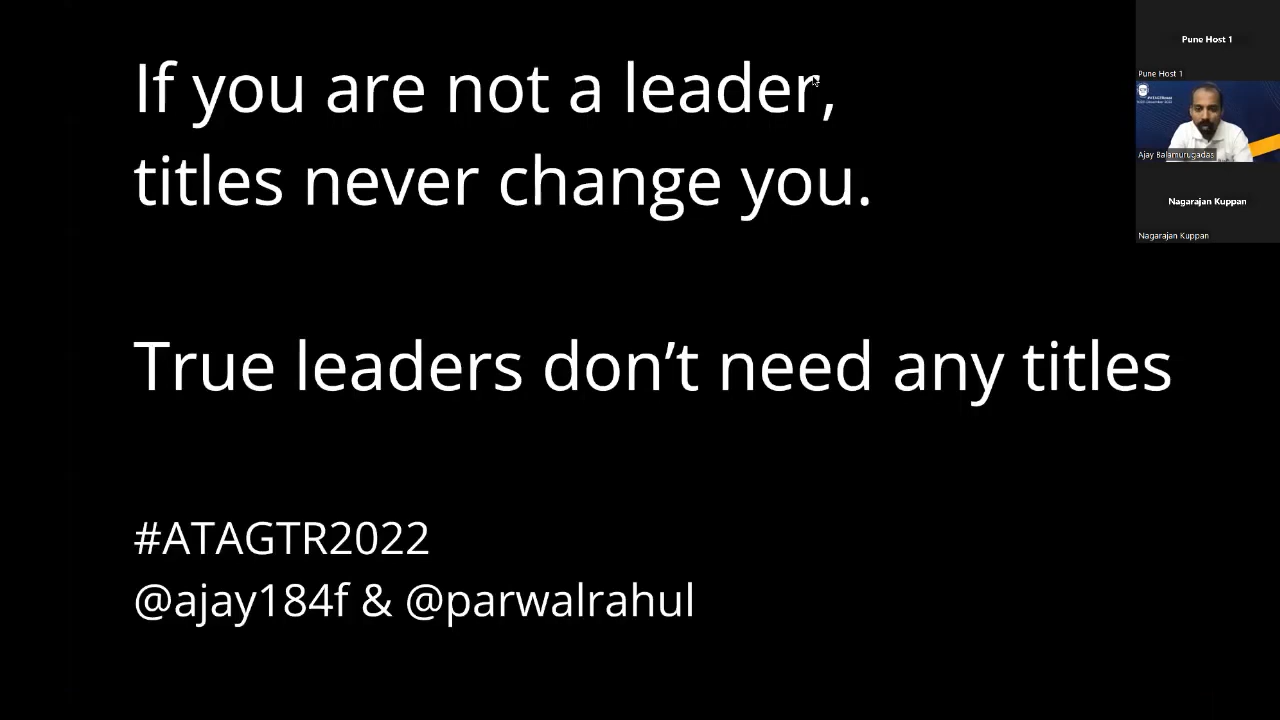 If you are not a leader,
titles never change you.
True leaders don’t need any titles
#ATAGTR2022
@ajay184f & @parwalrahul
Pune Host 1
Pune Host 1
Ajay Balamurugadas
Nagarajan Kuppan
Nagarajan Kuppan